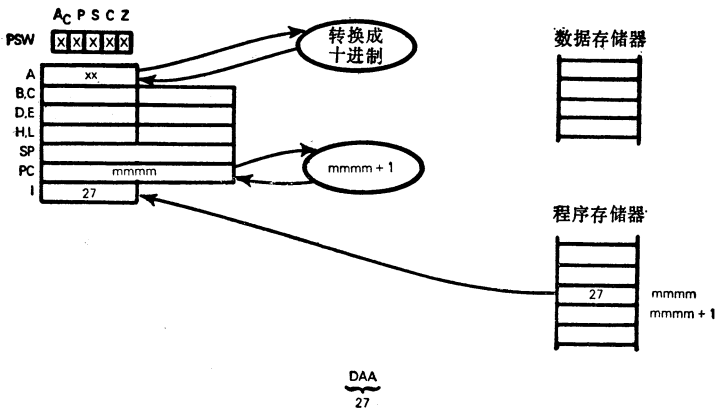 Ac P S C Z
PSW X X X X X
转换成
十进制
数据存储器
A xx
B,C
D,E
H,L
SP
PC mmmm
mmmm + 1
I 27
程序存储器
27 mmmm
mmmm + 1
DAA
27